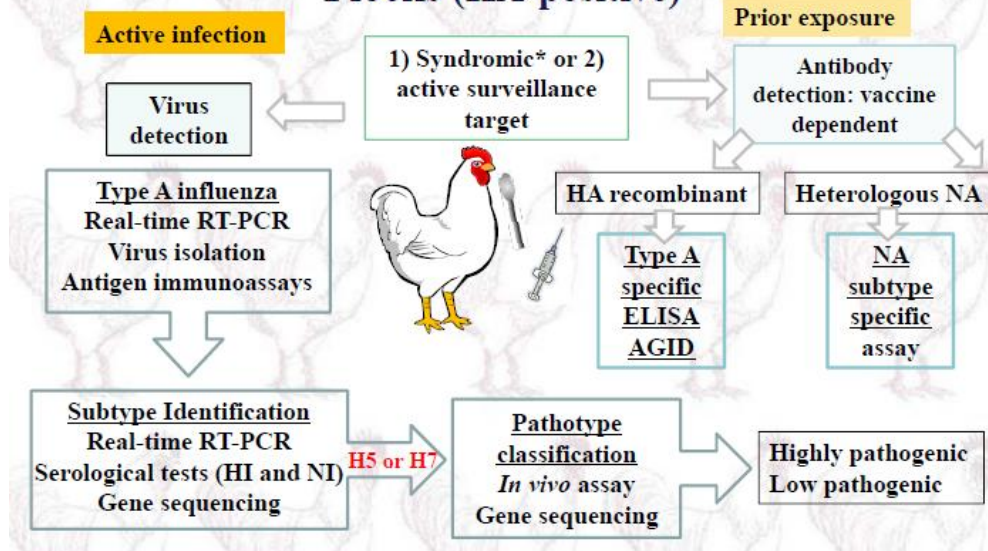 (HA positive)
Active infection
Prior exposure
1) Syndromic* or 2)
active surveillance
target
Virus
detection
Antibody
detection: vaccine
dependent
Type A influenza
Real-time RT-PCR
Virus isolation
Antigen immunoassays
HA recombinant
Heterologous NA
Type A
specific
ELISA
AGID
NA
subtype
specific
assay
Subtype Identification
Real-time RT-PCR
Serological tests (HI and NI)
Gene sequencing
H5 or H7
Pathotype
classification
In vivo assay
Gene sequencing
Highly pathogenic
Low pathogenic